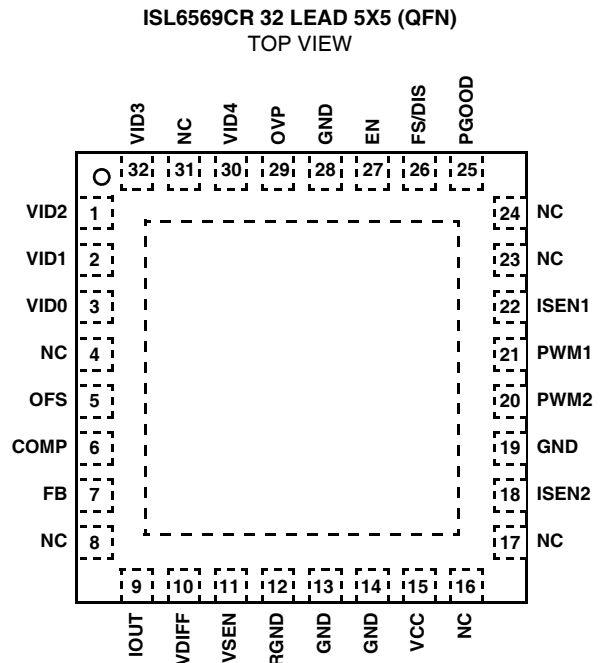 ISL6569CR 32 LEAD 5X5 (QFN)
TOP VIEW
VID3 NC VID4 OVP GND EN FS/DIS PGOOD
32 31 30 29 28 27 26 25
VID2 1 24 NC
VID1 2 23 NC
VID0 3 22 ISEN1
NC 4 21 PWM1
OFS 5 20 PWM2
COMP 6 19 GND
FB 7 18 ISEN2
NC 8 17 NC
9 10 11 12 13 14 15 16
IOUT VDIFF VSEN RGND GND GND VCC NC